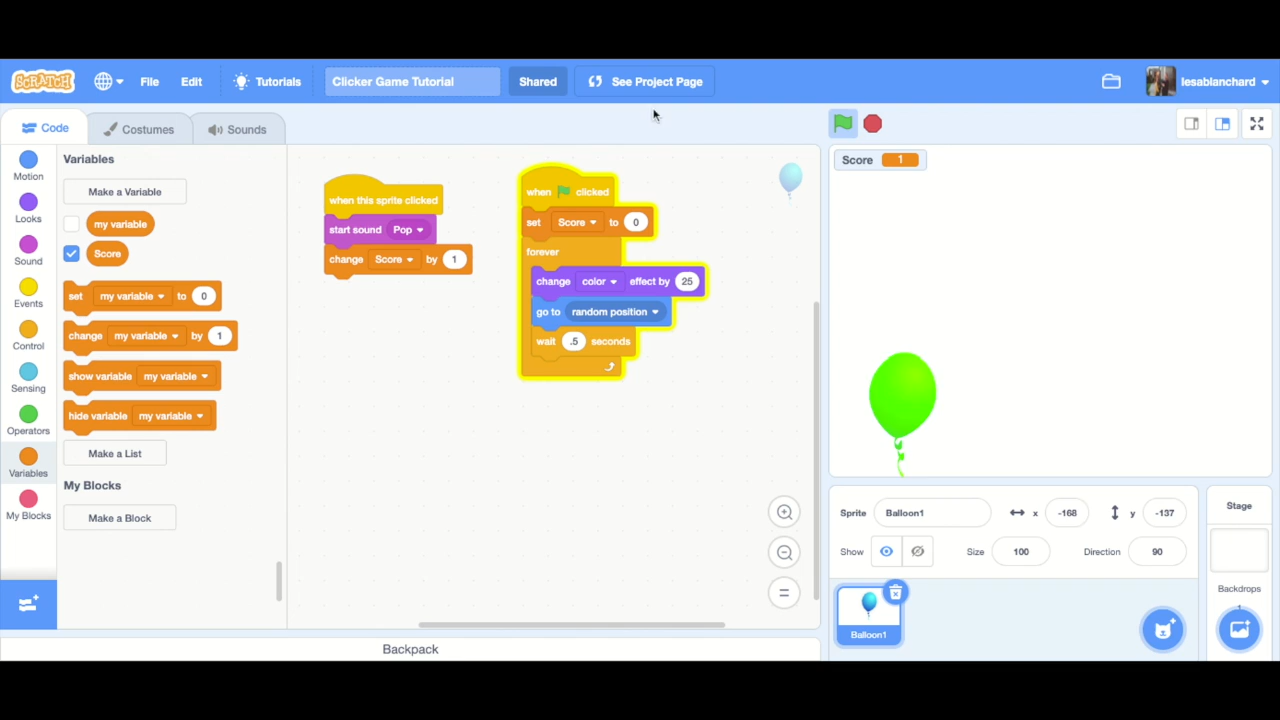 SCRATCH
File
Edit
Tutorials
Clicker Game Tutorial
Shared
See Project Page
lesablanchard
Code
Costumes
Sounds
Motion
Looks
Sound
Events
Control
Sensing
Operators
Variables
My Blocks
Variables
Make a Variable
my variable
Score
set my variable to 0
change my variable by 1
show variable my variable
hide variable my variable
Make a List
My Blocks
Make a Block
when this sprite clicked
start sound Pop
change Score by 1
when clicked
set Score to 0
forever
change color effect by 25
go to random position
wait .5 seconds
Backpack
Score 1
Sprite Balloon1 x -168 y -137
Show Size 100 Direction 90
Balloon1
Stage
Backdrops
1